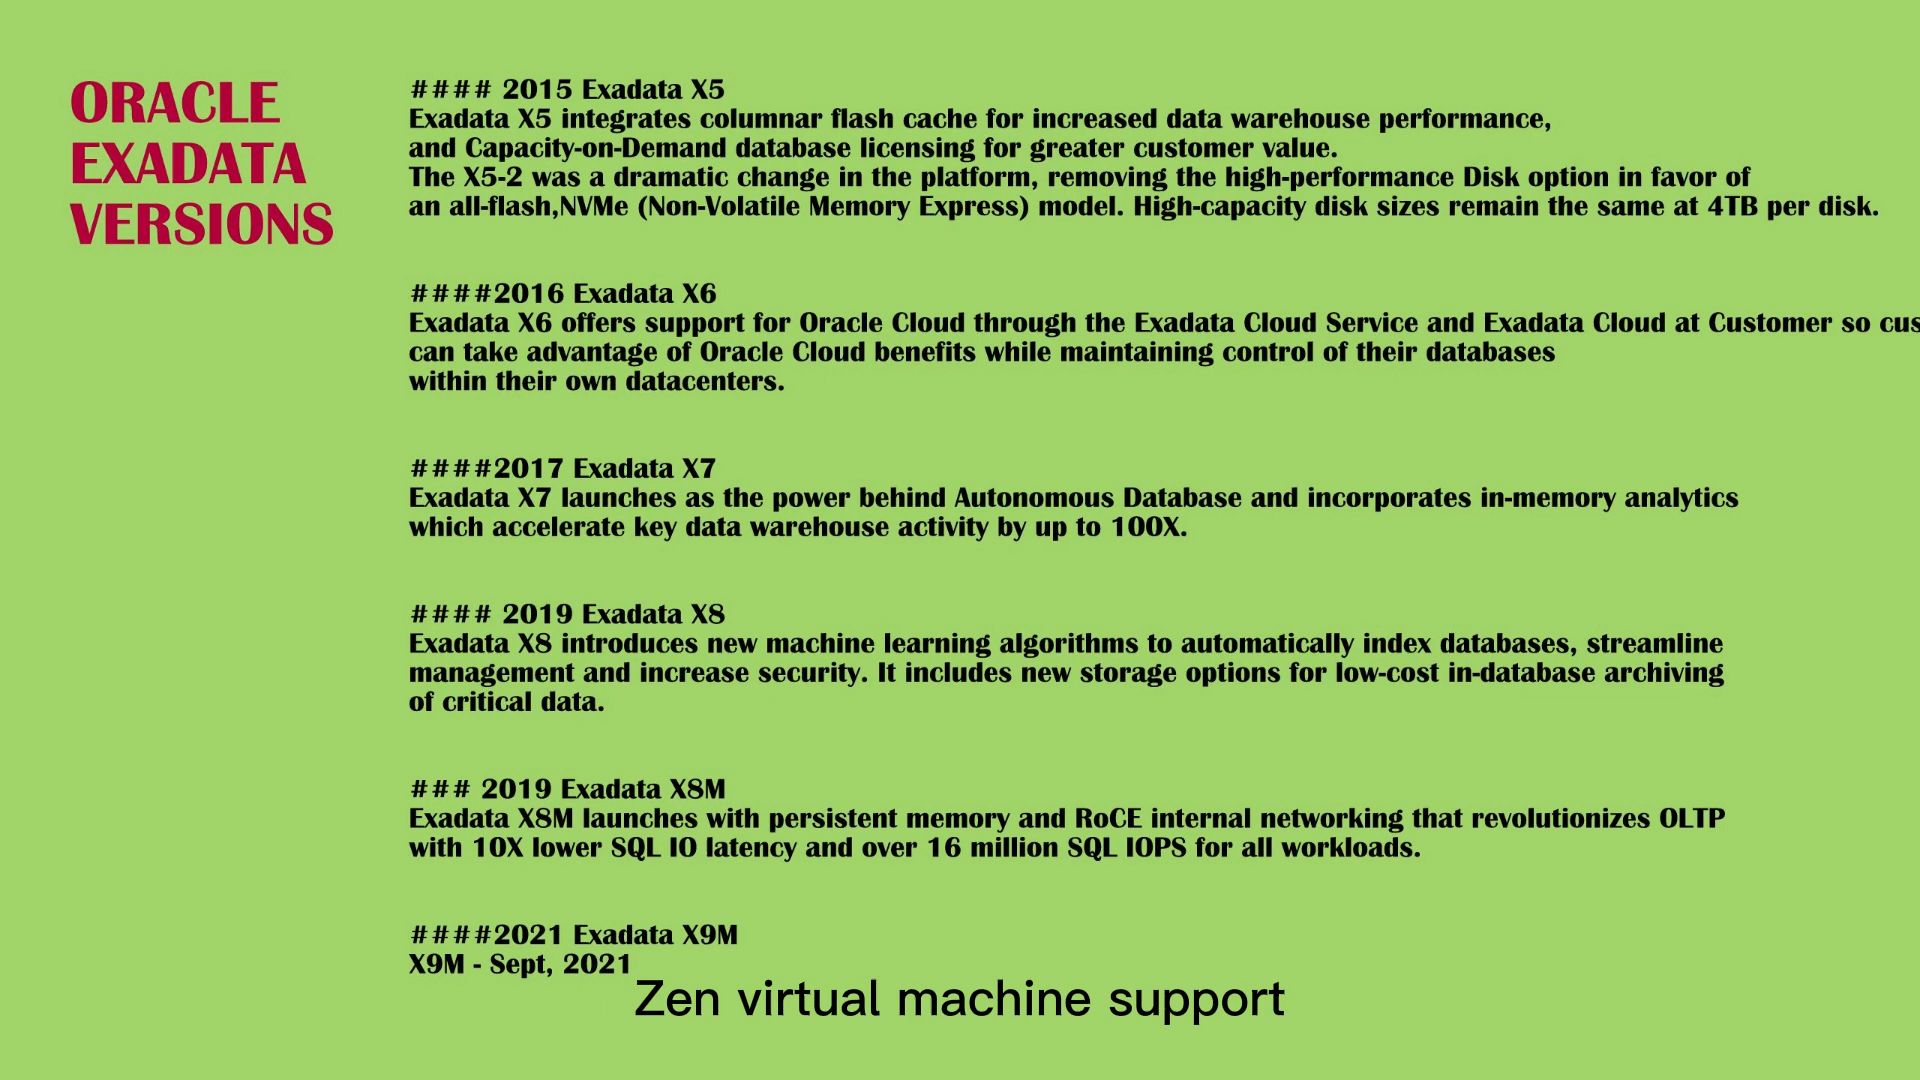 ORACLE
EXADATA
VERSIONS
#### 2015 Exadata X5
Exadata X5 integrates columnar flash cache for increased data warehouse performance,
and Capacity-on-Demand database licensing for greater customer value.
The X5-2 was a dramatic change in the platform, removing the high-performance Disk option in favor of
an all-flash,NVMe (Non-Volatile Memory Express) model. High-capacity disk sizes remain the same at 4TB per disk.
####2016 Exadata X6
Exadata X6 offers support for Oracle Cloud through the Exadata Cloud Service and Exadata Cloud at Customer so cus
can take advantage of Oracle Cloud benefits while maintaining control of their databases
within their own datacenters.
####2017 Exadata X7
Exadata X7 launches as the power behind Autonomous Database and incorporates in-memory analytics
which accelerate key data warehouse activity by up to 100X.
#### 2019 Exadata X8
Exadata X8 introduces new machine learning algorithms to automatically index databases, streamline
management and increase security. It includes new storage options for low-cost in-database archiving
of critical data.
### 2019 Exadata X8M
Exadata X8M launches with persistent memory and RoCE internal networking that revolutionizes OLTP
with 10X lower SQL IO latency and over 16 million SQL IOPS for all workloads.
####2021 Exadata X9M
X9M - Sept, 2021
Zen virtual machine support